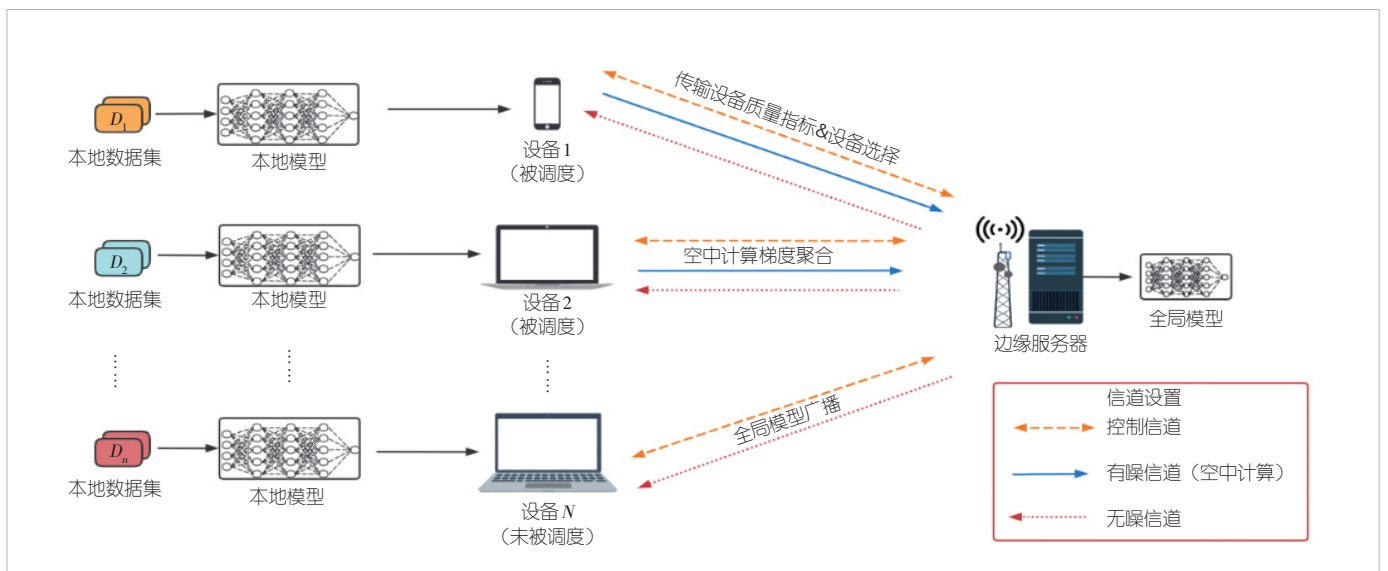 传输设备质量指标&设备选择
D₁
本地数据集
本地模型
设备 1
（被调度）
空中计算梯度聚合
D₂
本地数据集
本地模型
设备 2
（被调度）
边缘服务器
全局模型
……
……
……
全局模型广播
Dₙ
本地数据集
本地模型
设备 N
（未被调度）
信道设置
控制信道
有噪信道（空中计算）
无噪信道